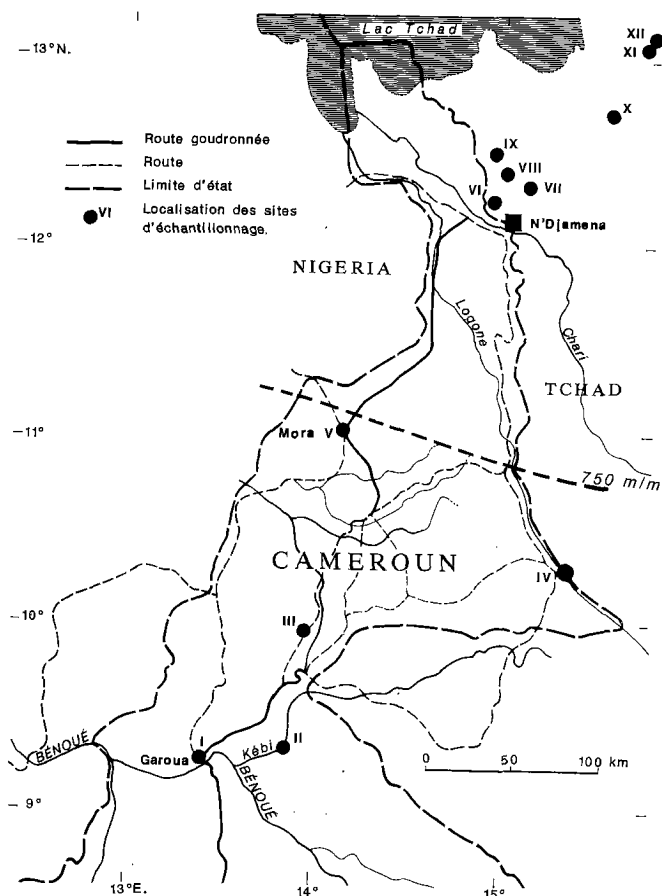 Lac Tchad
–13°N.
XII
XI
X
Route goudronnée
Route
Limite d'état
VI Localisation des sites
d'échantillonnage.
IX
VIII
VII
VI
N'Djamena
–12°
NIGERIA
Logone
Chari
TCHAD
–11°
Mora V
750 m/m
CAMEROUN
IV
–10°
III
BÉNOUÉ
Garoua
I
Kébi
II
BÉNOUÉ
0 50 100 km
–9°
13°E.
14°
15°